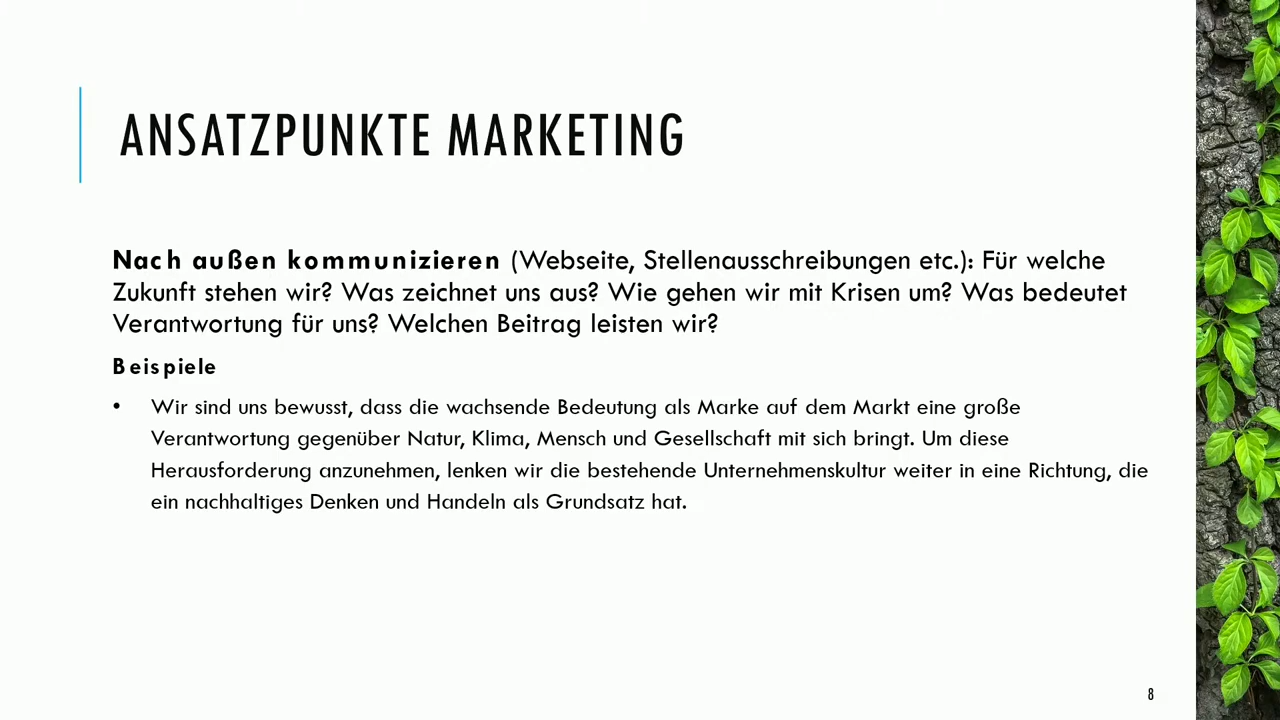 ANSATZPUNKTE MARKETING
Nach außen kommunizieren (Webseite, Stellenausschreibungen etc.): Für welche
Zukunft stehen wir? Was zeichnet uns aus? Wie gehen wir mit Krisen um? Was bedeutet
Verantwortung für uns? Welchen Beitrag leisten wir?
Beispiele
• Wir sind uns bewusst, dass die wachsende Bedeutung als Marke auf dem Markt eine große
Verantwortung gegenüber Natur, Klima, Mensch und Gesellschaft mit sich bringt. Um diese
Herausforderung anzunehmen, lenken wir die bestehende Unternehmenskultur weiter in eine Richtung, die
ein nachhaltiges Denken und Handeln als Grundsatz hat.
8